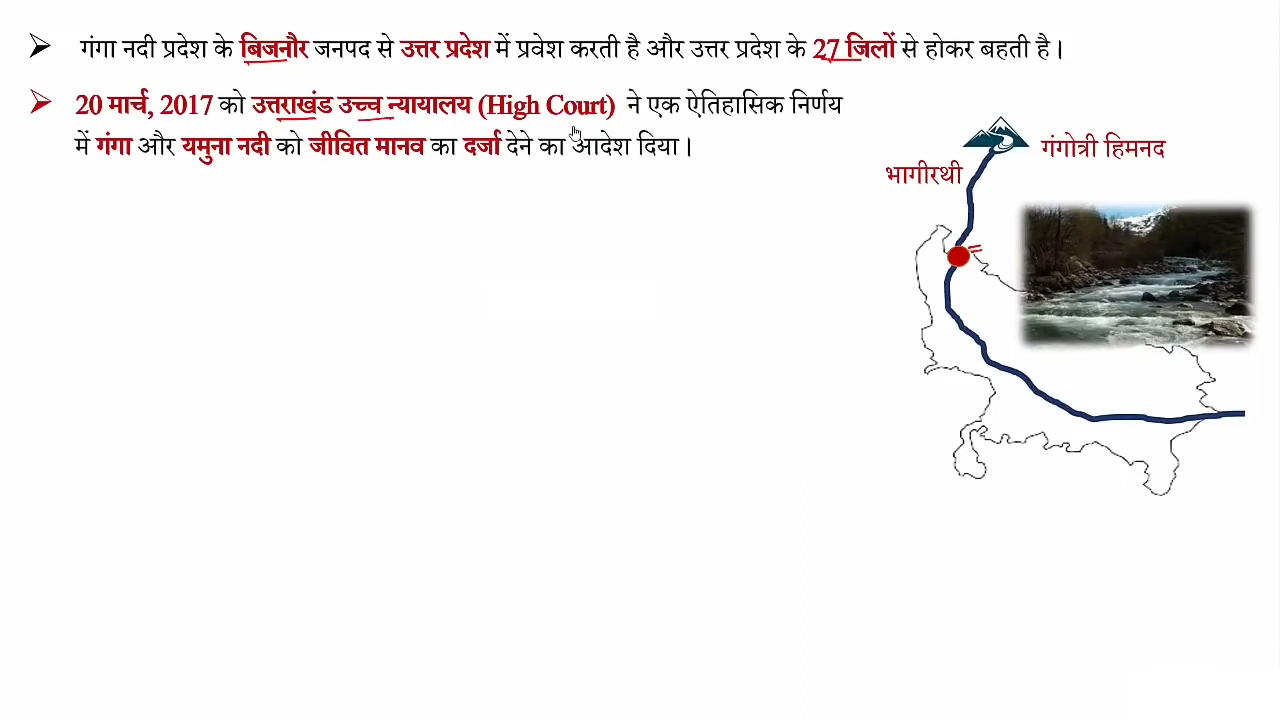 गंगा नदी प्रदेश के बिजनौर जनपद से उत्तर प्रदेश में प्रवेश करती है और उत्तर प्रदेश के 27 जिलों से होकर बहती है।
20 मार्च, 2017 को उत्तराखंड उच्च न्यायालय (High Court) ने एक ऐतिहासिक निर्णय
में गंगा और यमुना नदी को जीवित मानव का दर्जा देने का आदेश दिया।
गंगोत्री हिमनद
भागीरथी